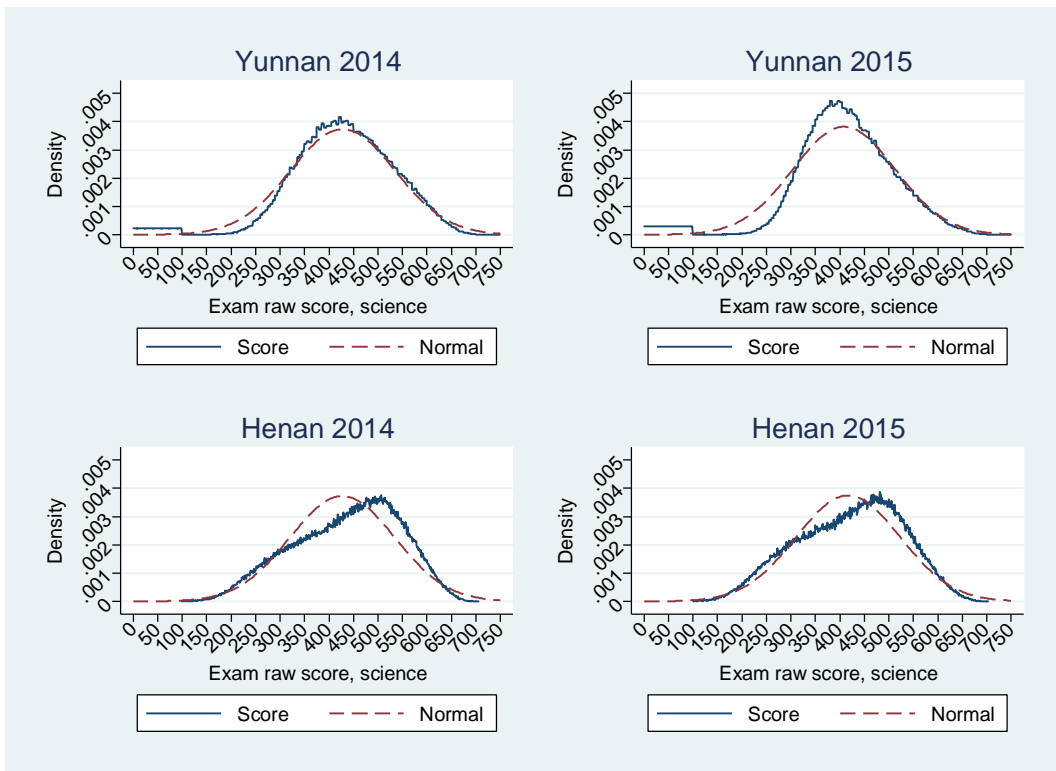 Yunnan 2014
Density
.005
.004
.003
.002
.001
0
0 50 100 150 200 250 300 350 400 450 500 550 600 650 700 750
Exam raw score, science
Score Normal
Yunnan 2015
Density
.005
.004
.003
.002
.001
0
0 50 100 150 200 250 300 350 400 450 500 550 600 650 700 750
Exam raw score, science
Score Normal
Henan 2014
Density
.005
.004
.003
.002
.001
0
0 50 100 150 200 250 300 350 400 450 500 550 600 650 700 750
Exam raw score, science
Score Normal
Henan 2015
Density
.005
.004
.003
.002
.001
0
0 50 100 150 200 250 300 350 400 450 500 550 600 650 700 750
Exam raw score, science
Score Normal